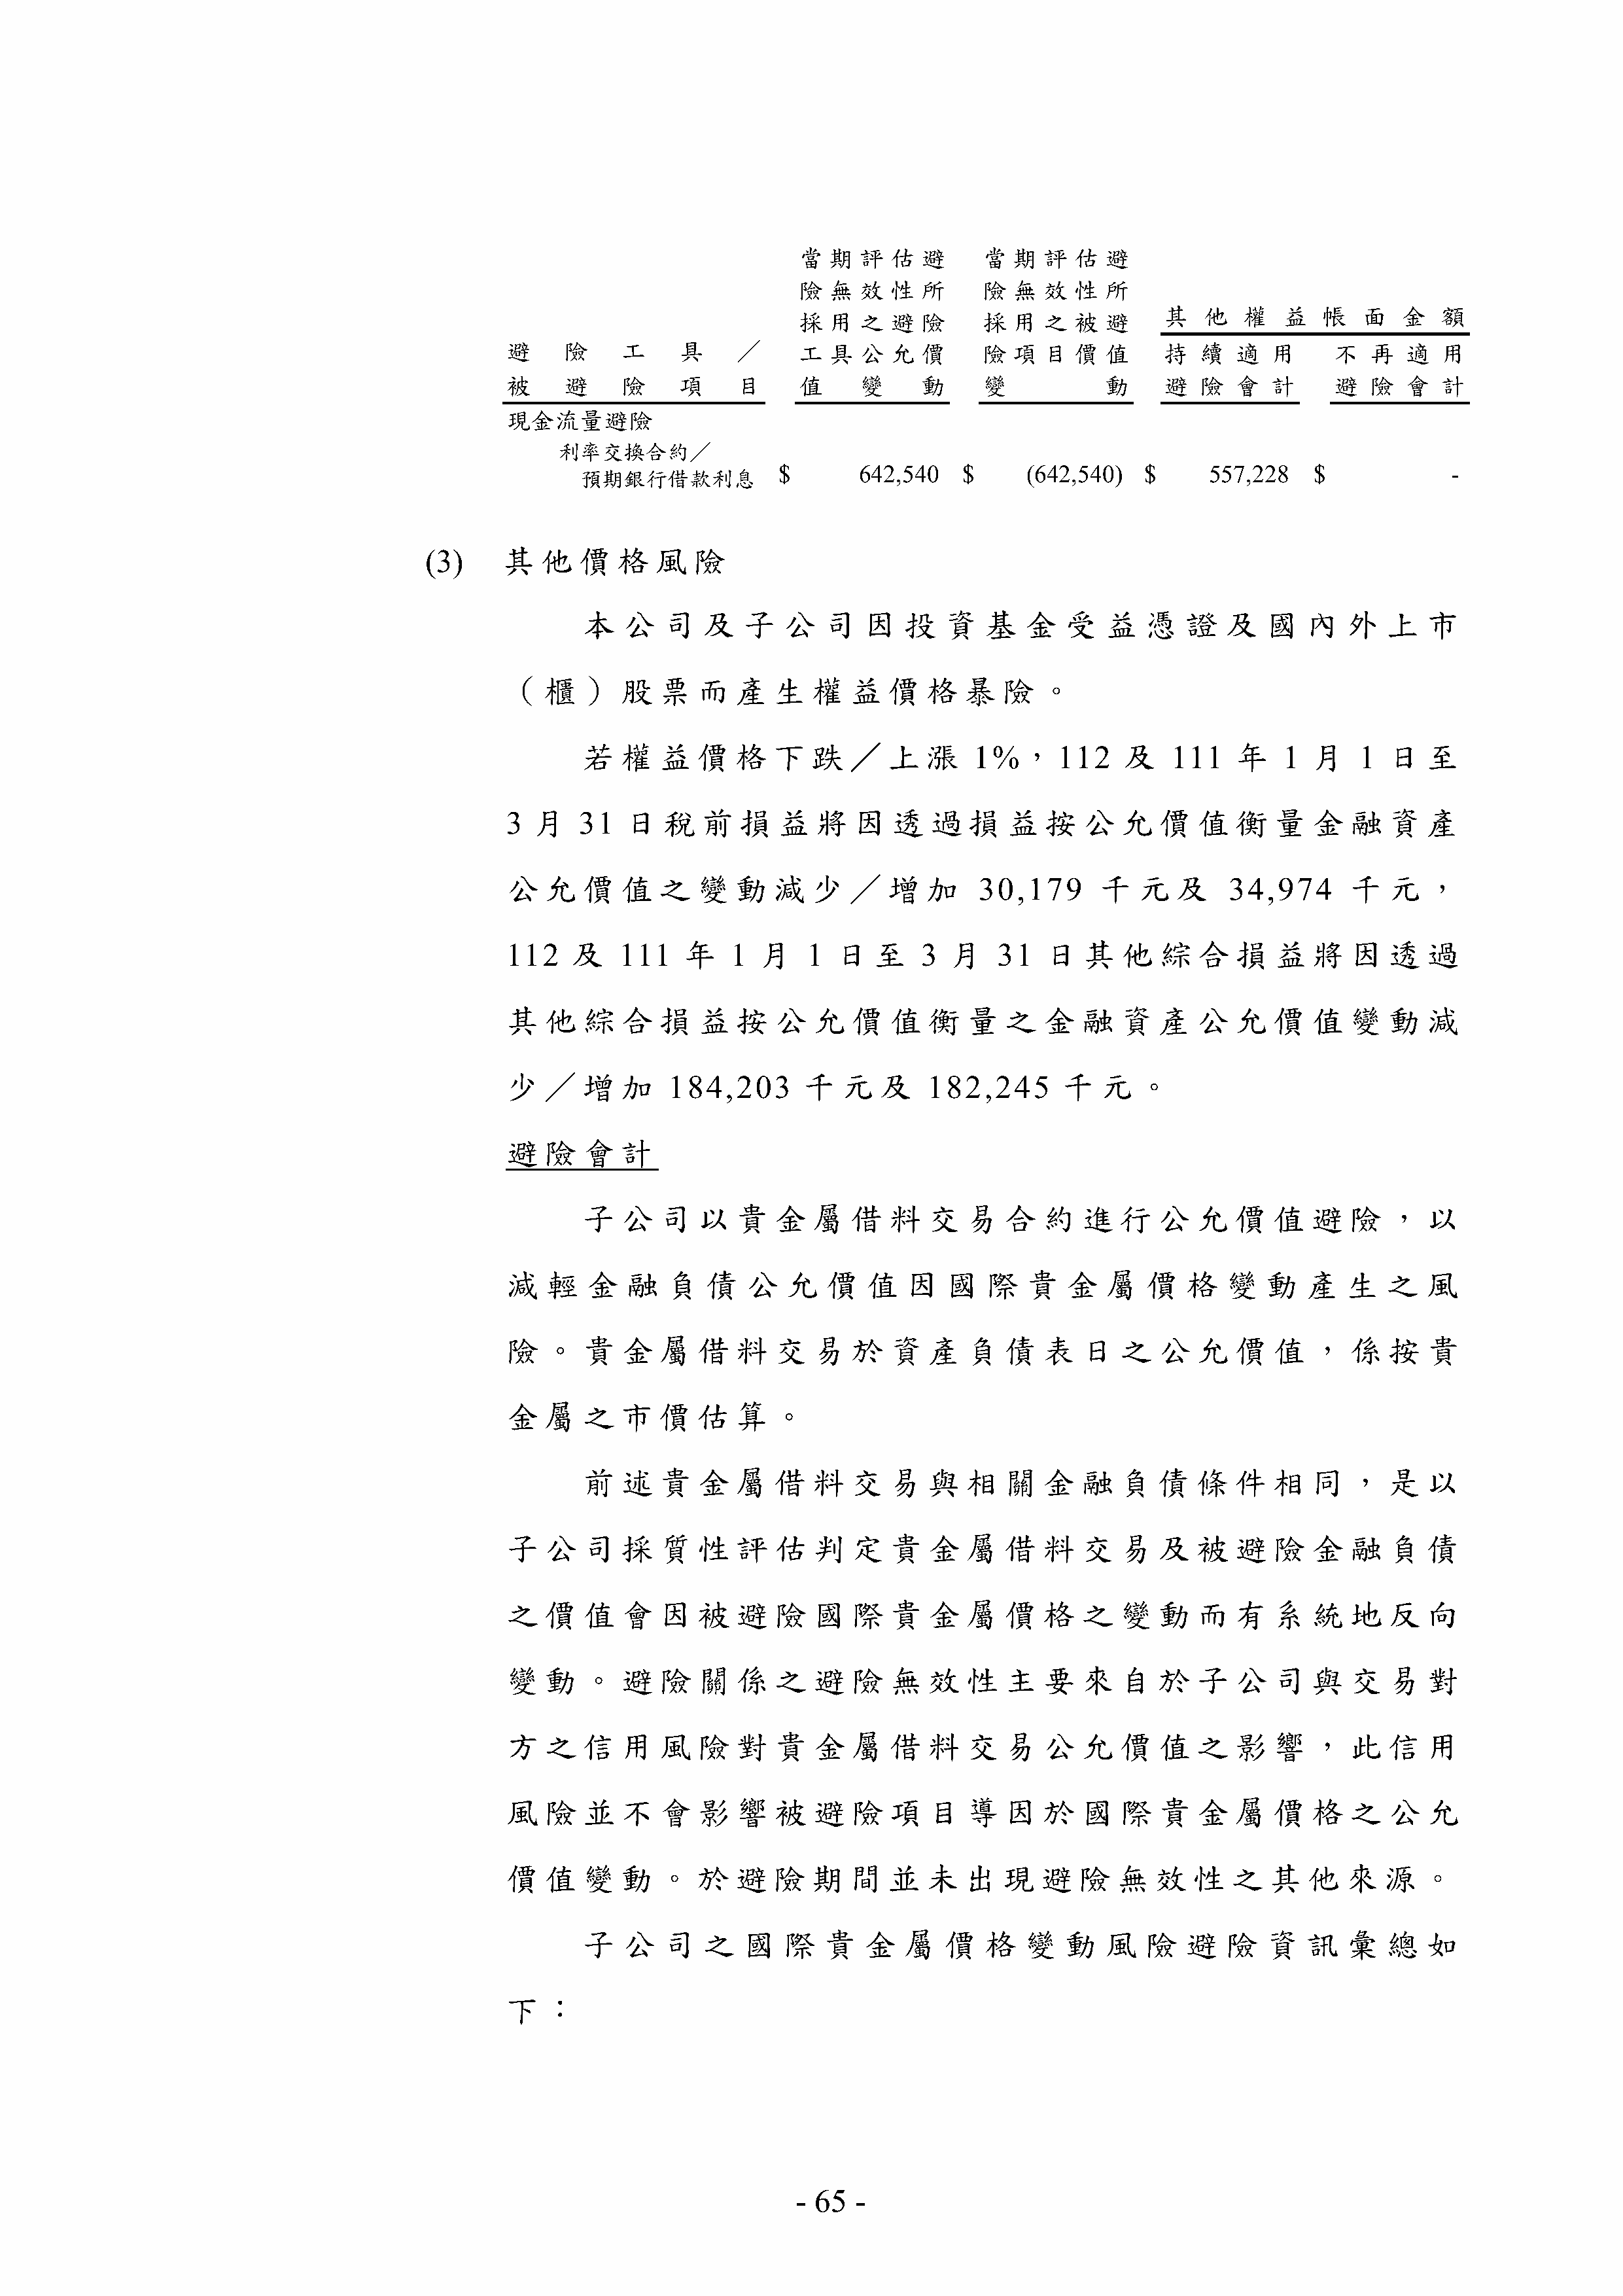 當期評估避 當期評估避
險無效性所 險無效性所
採用之避險 採用之被避 其他權益帳面金額
避險工具／ 工具公允價 險項目價值 持續適用 不再適用
被避險項目 值變動 變動 避險會計 避險會計
現金流量避險
利率交換合約／
預期銀行借款利息 $ 642,540 $ (642,540) $ 557,228 $ -
(3) 其他價格風險
本公司及子公司因投資基金受益憑證及國內外上市
（櫃）股票而產生權益價格暴險。
若權益價格下跌／上漲 1%，112 及 111 年 1 月 1 日至
3 月 31 日稅前損益將因透過損益按公允價值衡量金融資產
公允價值之變動減少／增加 30,179 千元及 34,974 千元，
112 及 111 年 1 月 1 日至 3 月 31 日其他綜合損益將因透過
其他綜合損益按公允價值衡量之金融資產公允價值變動減
少／增加 184,203 千元及 182,245 千元。
避險會計
子公司以貴金屬借料交易合約進行公允價值避險，以
減輕金融負債公允價值因國際貴金屬價格變動產生之風
險。貴金屬借料交易於資產負債表日之公允價值，係按貴
金屬之市價估算。
前述貴金屬借料交易與相關金融負債條件相同，是以
子公司採質性評估判定貴金屬借料交易及被避險金融負債
之價值會因被避險國際貴金屬價格之變動而有系統地反向
變動。避險關係之避險無效性主要來自於子公司與交易對
方之信用風險對貴金屬借料交易公允價值之影響，此信用
風險並不會影響被避險項目導因於國際貴金屬價格之公允
價值變動。於避險期間並未出現避險無效性之其他來源。
子公司之國際貴金屬價格變動風險避險資訊彙總如
下：
- 65 -